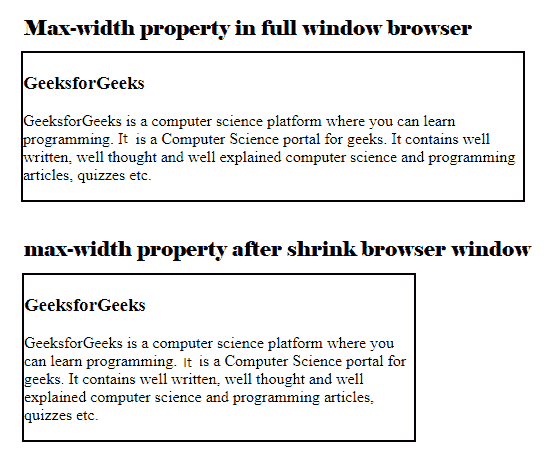 Max-width property in full window browser
GeeksforGeeks
GeeksforGeeks is a computer science platform where you can learn
programming. It is a Computer Science portal for geeks. It contains well
written, well thought and well explained computer science and programming
articles, quizzes etc.
max-width property after shrink browser window
GeeksforGeeks
GeeksforGeeks is a computer science platform where you
can learn programming. It is a Computer Science portal for
geeks. It contains well written, well thought and well
explained computer science and programming articles,
quizzes etc.